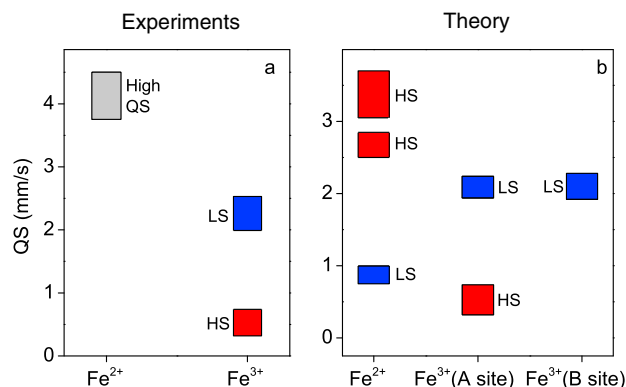 Experiments
Theory
QS (mm/s)
4
3
2
1
0
a
High
QS
LS
HS
Fe²⁺
Fe³⁺
3
2
1
0
b
HS
HS
LS
LS
LS
HS
Fe²⁺
Fe³⁺(A site)
Fe³⁺(B site)